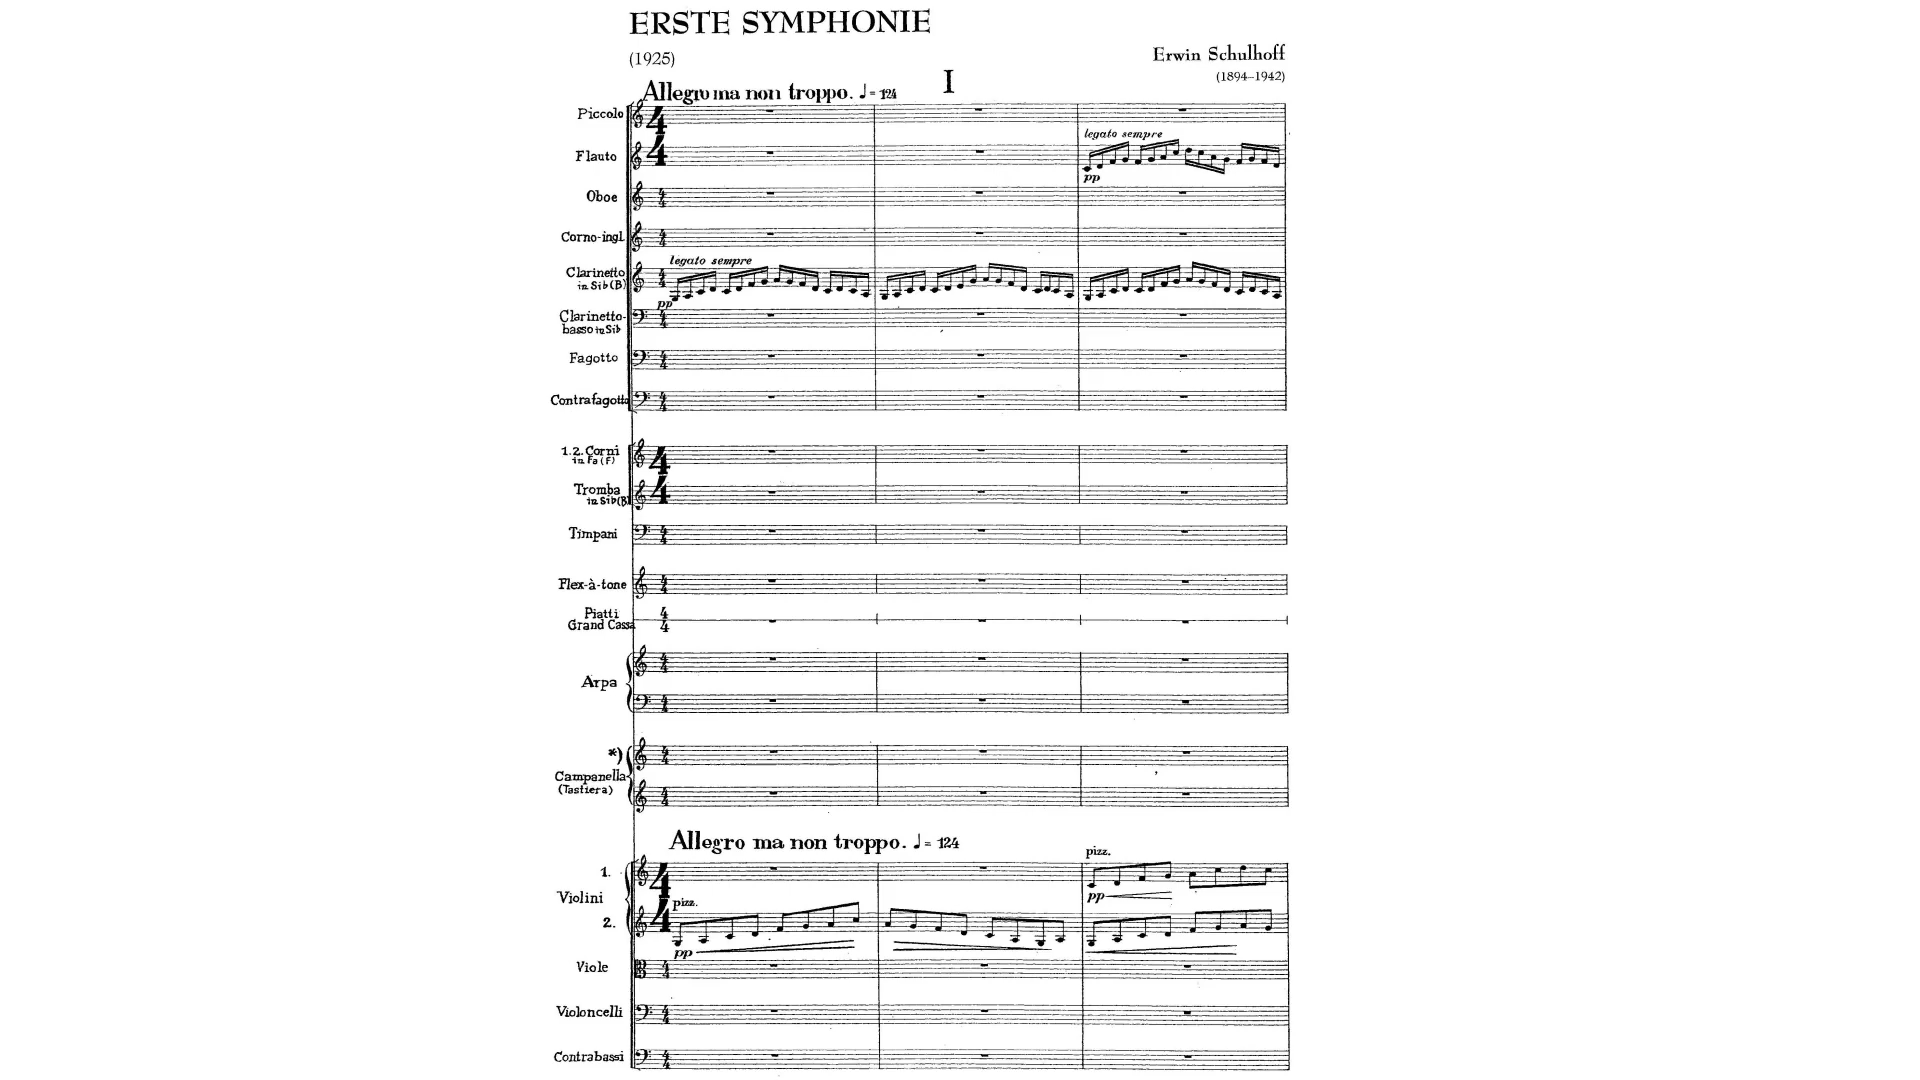 ERSTE SYMPHONIE
(1925)
Erwin Schulhoff
(1894–1942)
I
Allegro ma non troppo. ♩= 124
Piccolo
legato sempre
Flauto
pp
Oboe
Corno-ingl.
legato sempre
Clarinetto
in Sib (B)
pp
Clarinetto-
basso in Sib
Fagotto
Contrafagotto
1.2. Corni
in Fa (F)
Tromba
in Sib (B)
Timpani
Flex-à-tone
Piatti
Grand Cassa
Arpa
*)
Campanella
(Tastiera)
Allegro ma non troppo. ♩= 124
pizz.
1.
Violini
pp
pizz.
2.
pp
Viole
Violoncelli
Contrabassi